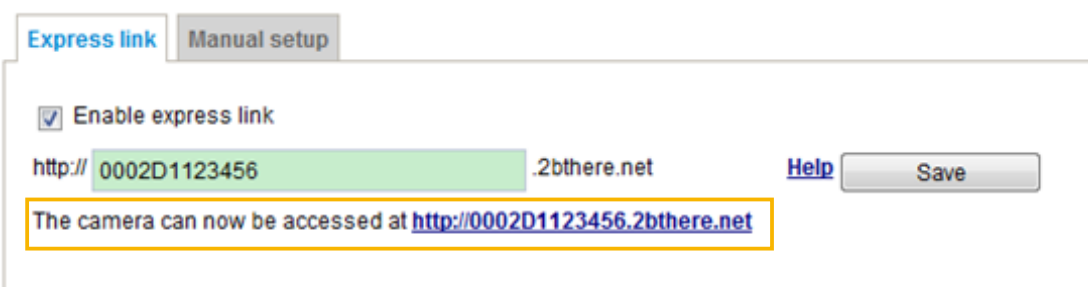 Express link Manual setup
Enable express link
http:// 0002D1123456 .2bthere.net Help Save
The camera can now be accessed at http://0002D1123456.2bthere.net